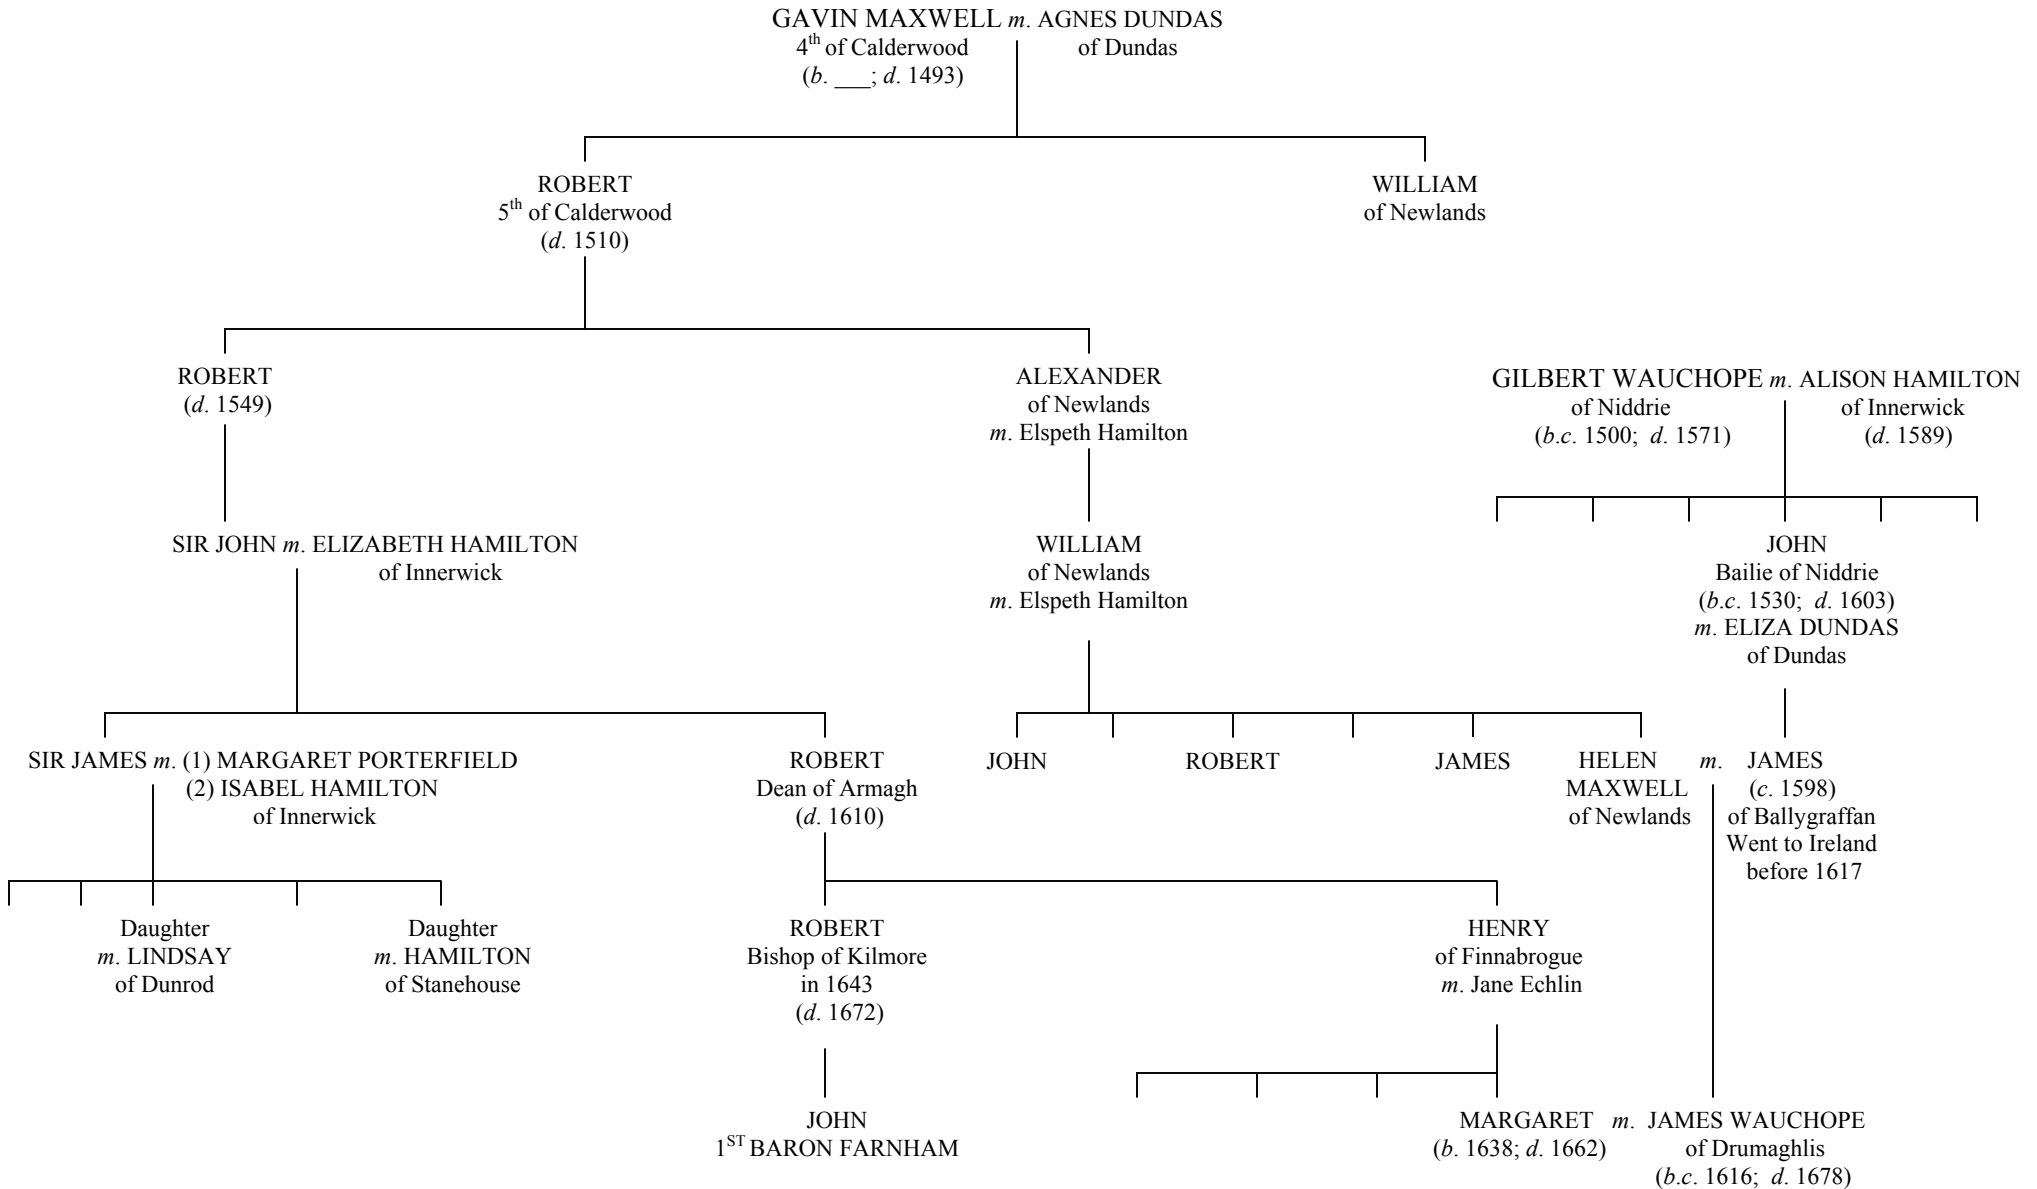 GAVIN MAXWELL m. AGNES DUNDAS
4th of Calderwood of Dundas
(b. ___; d. 1493)
ROBERT
5th of Calderwood
(d. 1510)
WILLIAM
of Newlands
ROBERT
(d. 1549)
ALEXANDER
of Newlands
m. Elspeth Hamilton
GILBERT WAUCHOPE m. ALISON HAMILTON
of Niddrie of Innerwick
(b.c. 1500; d. 1571) (d. 1589)
SIR JOHN m. ELIZABETH HAMILTON
of Innerwick
WILLIAM
of Newlands
m. Elspeth Hamilton
JOHN
Bailie of Niddrie
(b.c. 1530; d. 1603)
m. ELIZA DUNDAS
of Dundas
SIR JAMES m. (1) MARGARET PORTERFIELD
(2) ISABEL HAMILTON
of Innerwick
ROBERT
Dean of Armagh
(d. 1610)
JOHN
ROBERT
JAMES
HELEN m. JAMES
MAXWELL (c. 1598)
of Newlands of Ballygraffan
Went to Ireland
before 1617
Daughter
m. LINDSAY
of Dunrod
Daughter
m. HAMILTON
of Stanehouse
ROBERT
Bishop of Kilmore
in 1643
(d. 1672)
HENRY
of Finnabrogue
m. Jane Echlin
JOHN
1ST BARON FARNHAM
MARGARET m. JAMES WAUCHOPE
(b. 1638; d. 1662) of Drumaghlis
(b.c. 1616; d. 1678)